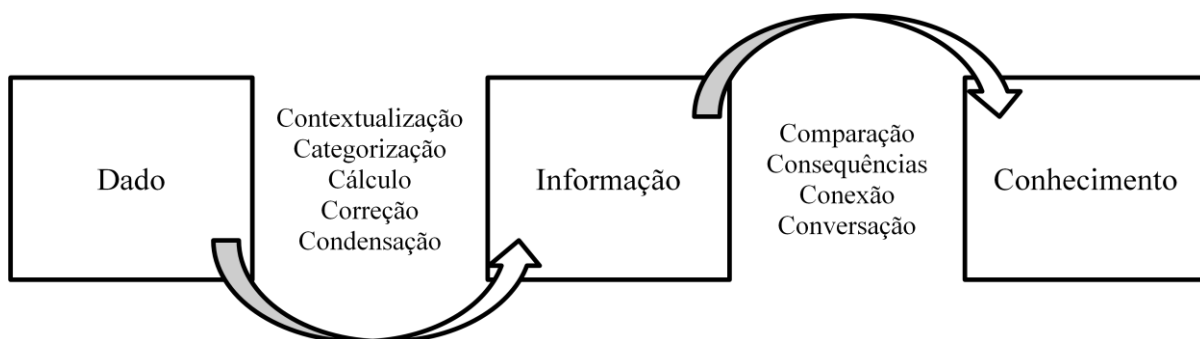 Dado
Contextualização
Categorização
Cálculo
Correção
Condensação
Informação
Comparação
Consequências
Conexão
Conversação
Conhecimento